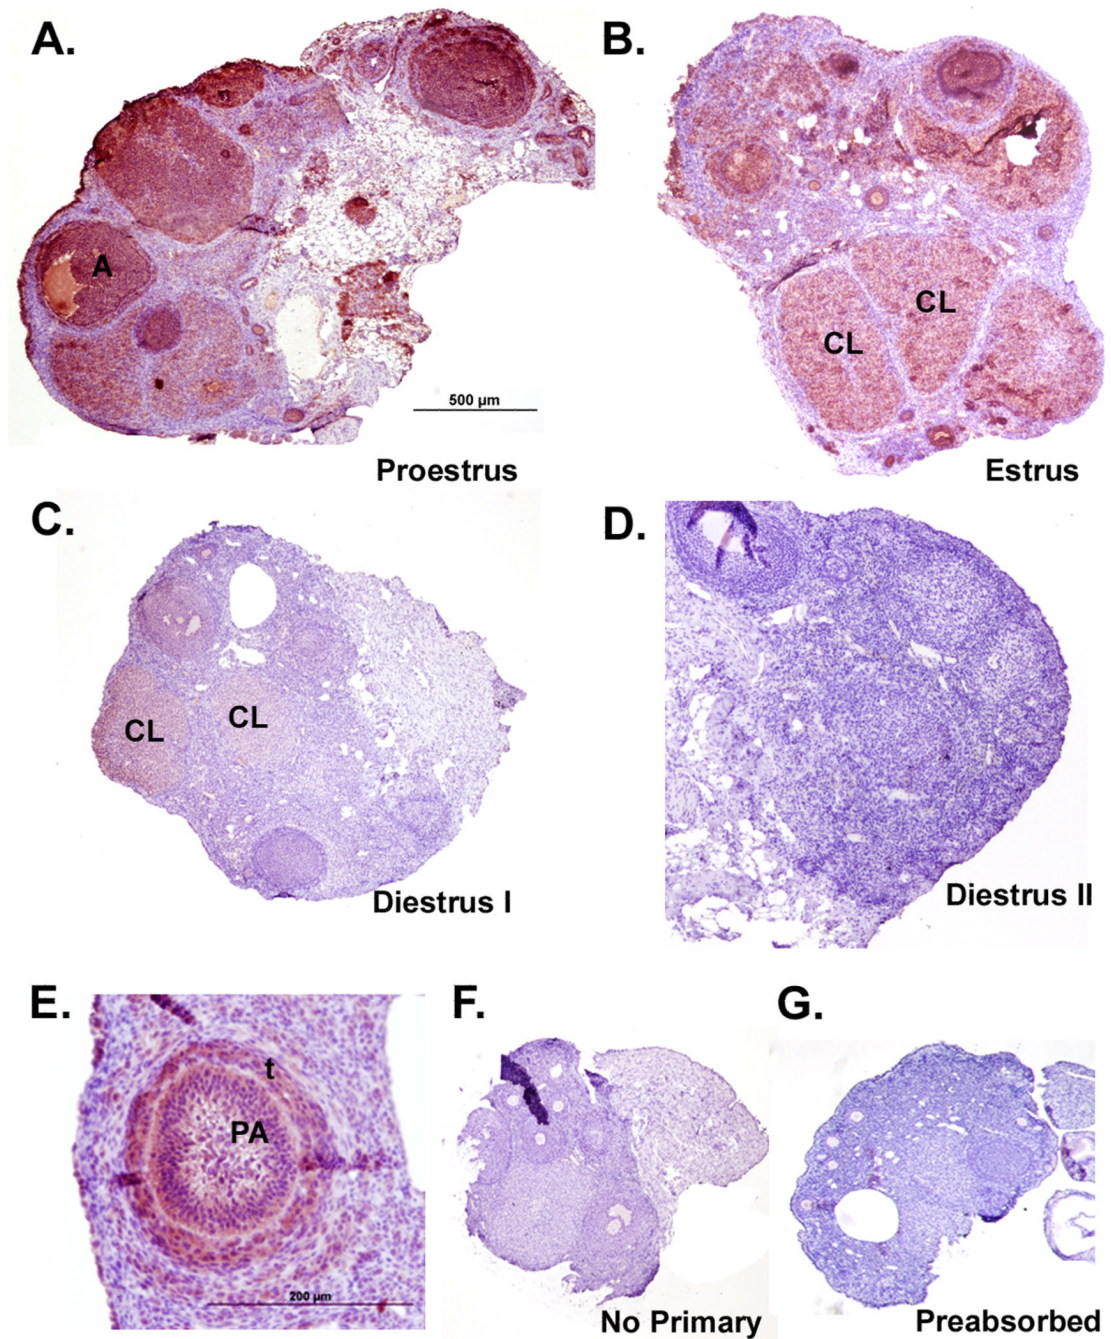 A.
B.
A
CL
CL
500 µm
Proestrus
Estrus
C.
D.
CL
CL
Diestrus I
Diestrus II
E.
F.
G.
t
PA
200 µm
No Primary
Preabsorbed